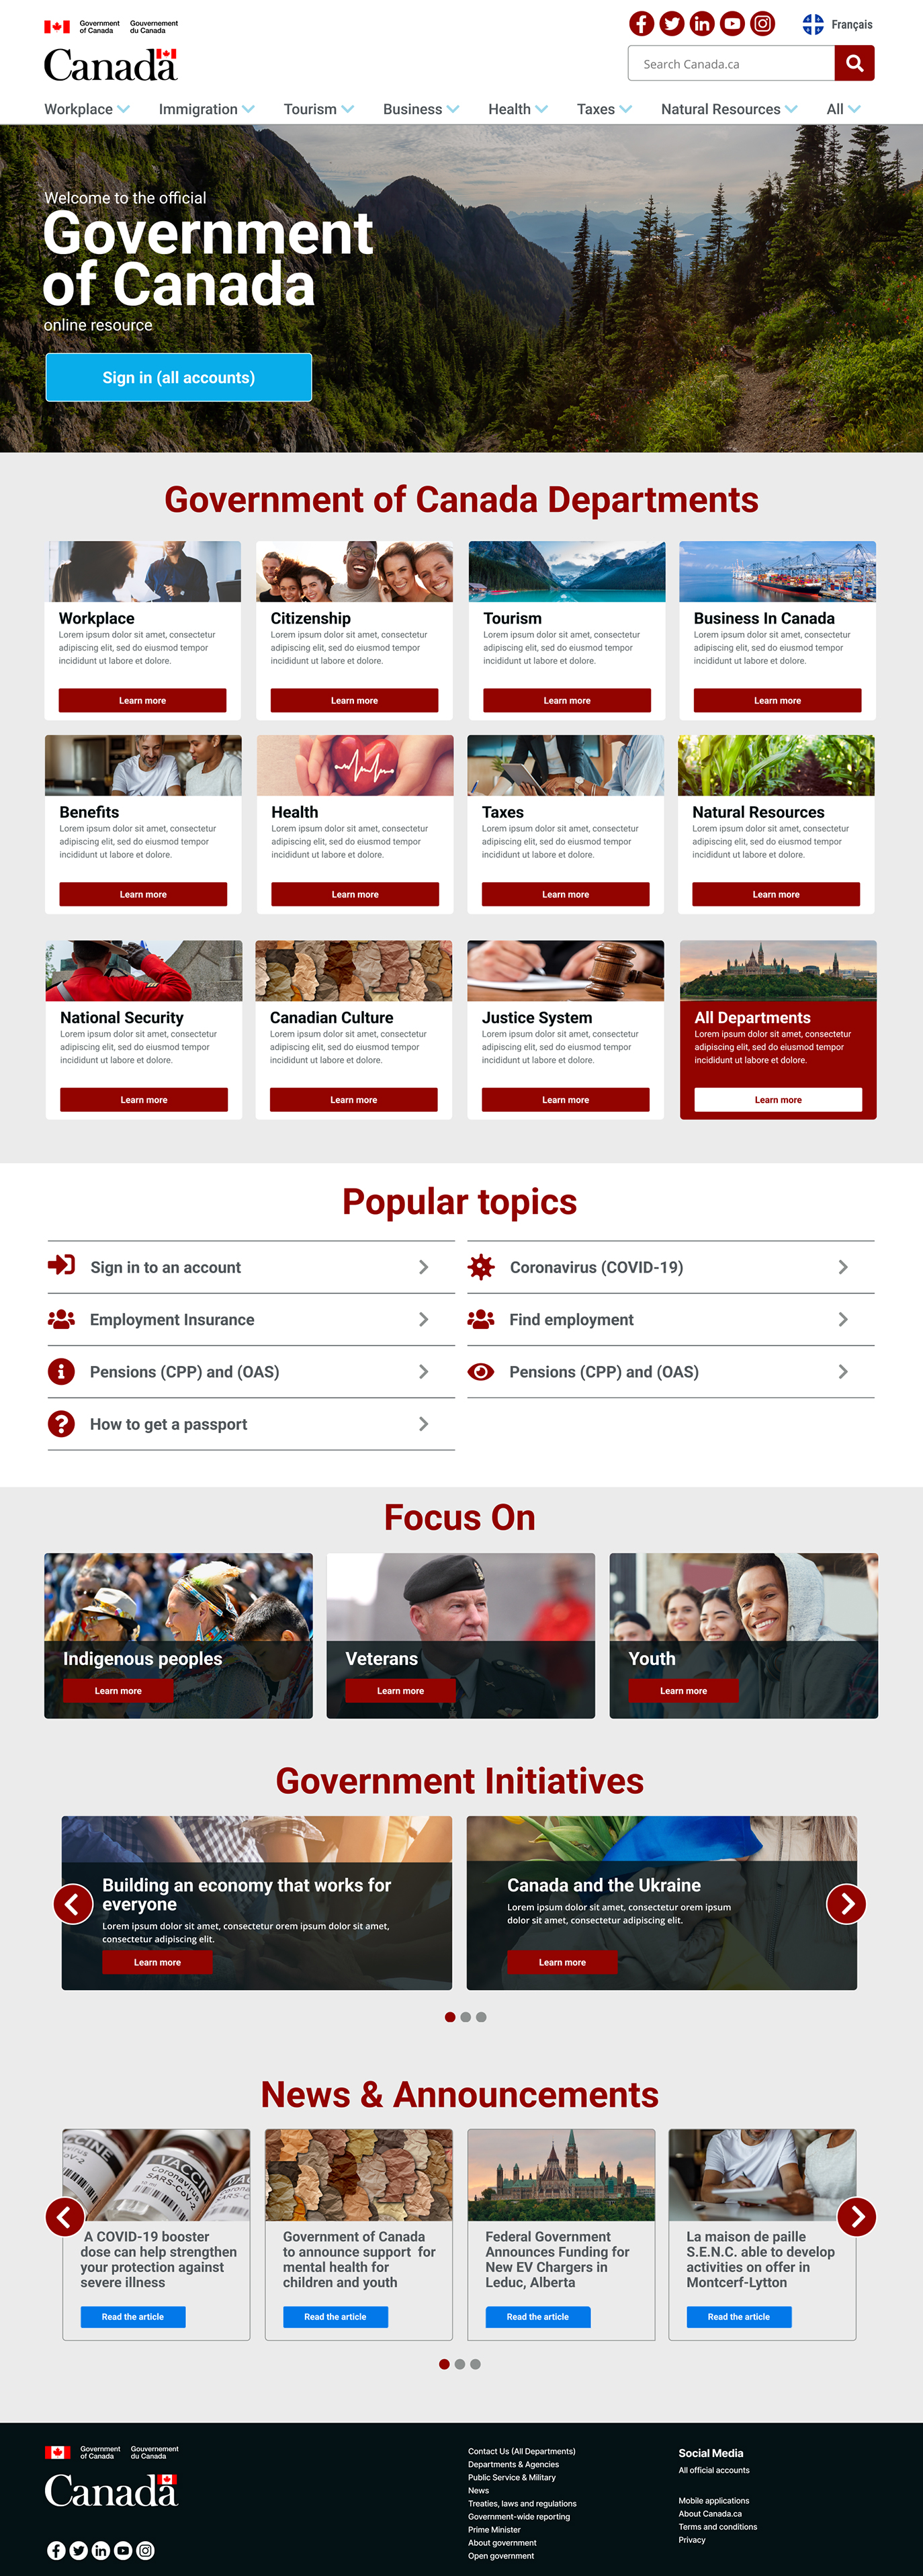 Government of Canada
Gouvernement du Canada
Canada
Français
Search Canada.ca
Workplace Immigration Tourism Business Health Taxes Natural Resources All
Welcome to the official
Government
of Canada
online resource
Sign in (all accounts)
Government of Canada Departments
Workplace
Lorem ipsum dolor sit amet, consectetur
adipiscing elit, sed do eiusmod tempor
incididunt ut labore et dolore.
Learn more
Citizenship
Lorem ipsum dolor sit amet, consectetur
adipiscing elit, sed do eiusmod tempor
incididunt ut labore et dolore.
Learn more
Tourism
Lorem ipsum dolor sit amet, consectetur
adipiscing elit, sed do eiusmod tempor
incididunt ut labore et dolore.
Learn more
Business In Canada
Lorem ipsum dolor sit amet, consectetur
adipiscing elit, sed do eiusmod tempor
incididunt ut labore et dolore.
Learn more
Benefits
Lorem ipsum dolor sit amet, consectetur
adipiscing elit, sed do eiusmod tempor
incididunt ut labore et dolore.
Learn more
Health
Lorem ipsum dolor sit amet, consectetur
adipiscing elit, sed do eiusmod tempor
incididunt ut labore et dolore.
Learn more
Taxes
Lorem ipsum dolor sit amet, consectetur
adipiscing elit, sed do eiusmod tempor
incididunt ut labore et dolore.
Learn more
Natural Resources
Lorem ipsum dolor sit amet, consectetur
adipiscing elit, sed do eiusmod tempor
incididunt ut labore et dolore.
Learn more
National Security
Lorem ipsum dolor sit amet, consectetur
adipiscing elit, sed do eiusmod tempor
incididunt ut labore et dolore.
Learn more
Canadian Culture
Lorem ipsum dolor sit amet, consectetur
adipiscing elit, sed do eiusmod tempor
incididunt ut labore et dolore.
Learn more
Justice System
Lorem ipsum dolor sit amet, consectetur
adipiscing elit, sed do eiusmod tempor
incididunt ut labore et dolore.
Learn more
All Departments
Lorem ipsum dolor sit amet, consectetur
adipiscing elit, sed do eiusmod tempor
incididunt ut labore et dolore.
Learn more
Popular topics
Sign in to an account
Coronavirus (COVID-19)
Employment Insurance
Find employment
Pensions (CPP) and (OAS)
Pensions (CPP) and (OAS)
How to get a passport
Focus On
Indigenous peoples
Learn more
Veterans
Learn more
Youth
Learn more
Government Initiatives
Building an economy that works for
everyone
Lorem ipsum dolor sit amet, consectetur orem ipsum dolor sit amet,
consectetur adipiscing elit.
Learn more
Canada and the Ukraine
Lorem ipsum dolor sit amet, consectetur orem ipsum
dolor sit amet, consectetur adipiscing elit.
Learn more
News & Announcements
VACCIN
Coronavirus
SARS-CoV-2
A COVID-19 booster
dose can help strengthen
your protection against
severe illness
Read the article
Government of Canada
to announce support for
mental health for
children and youth
Read the article
Federal Government
Announces Funding for
New EV Chargers in
Leduc, Alberta
Read the article
La maison de paille
S.E.N.C. able to develop
activities on offer in
Montcerf-Lytton
Read the article
Government of Canada
Gouvernement du Canada
Canada
Contact Us (All Departments)
Departments & Agencies
Public Service & Military
News
Treaties, laws and regulations
Government-wide reporting
Prime Minister
About government
Open government
Social Media
All official accounts
Mobile applications
About Canada.ca
Terms and conditions
Privacy